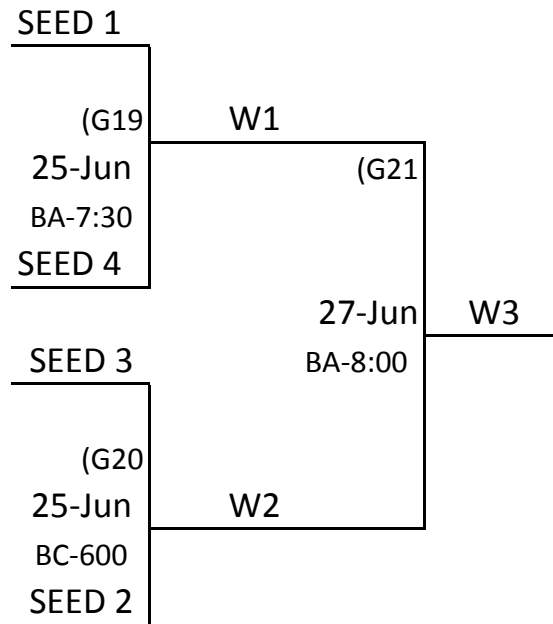 SEED 1
(G19
W1
25-Jun
(G21
BA-7:30
SEED 4
27-Jun
W3
SEED 3
BA-8:00
(G20
25-Jun
W2
BC-600
SEED 2